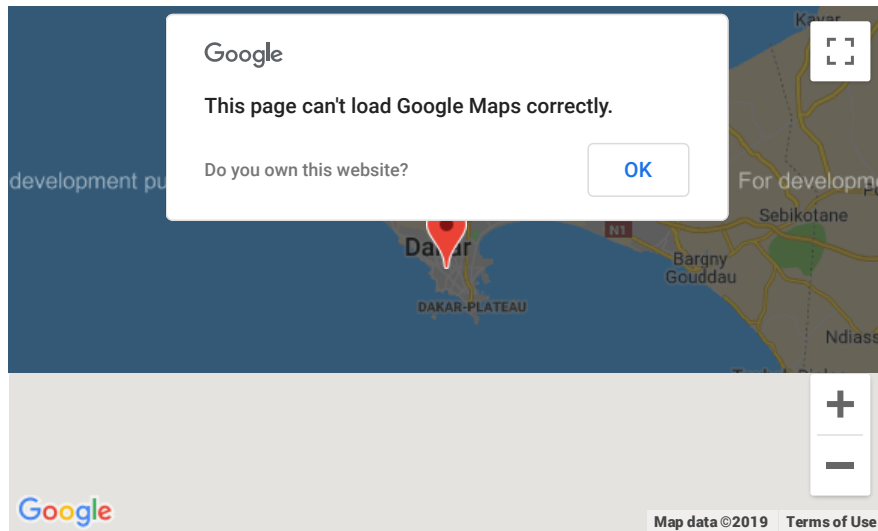 Kayar
Google
This page can't load Google Maps correctly.
Do you own this website?
OK
development pu
For developme
Sebikotane
N1
Bargny
Gouddau
DAKAR-PLATEAU
Ndiass
Google
Map data ©2019 Terms of Use